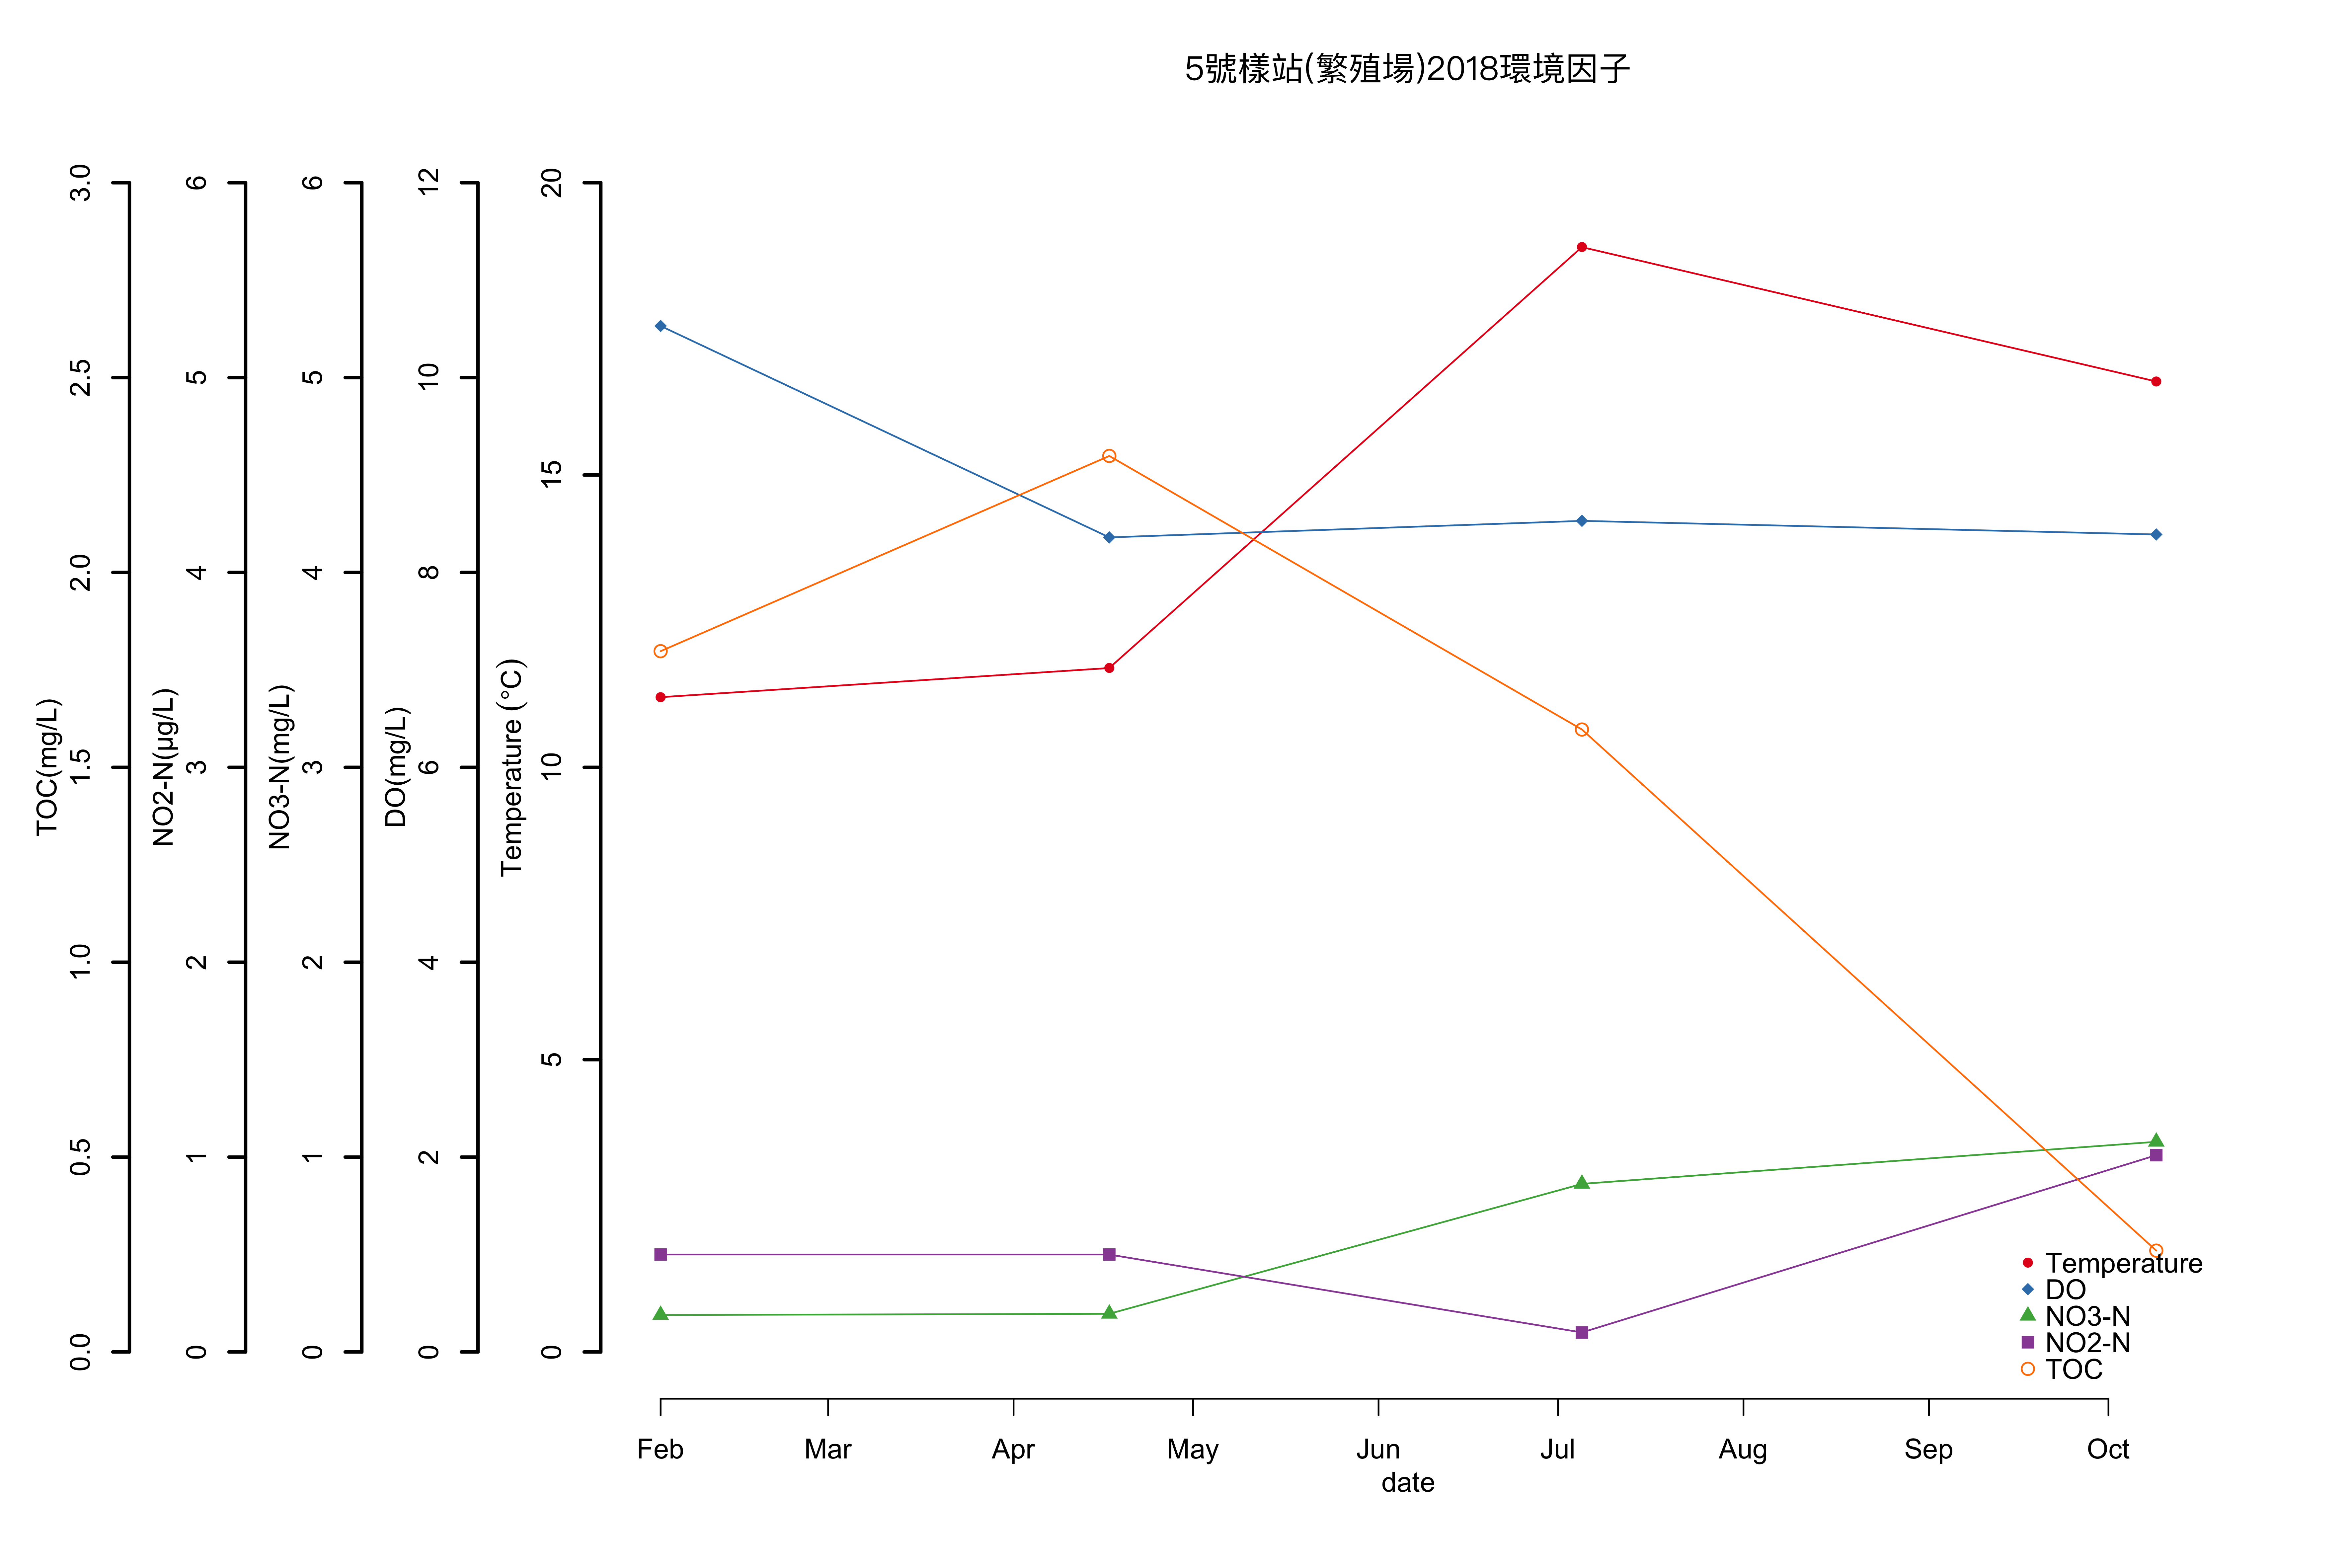 5號樣站(繁殖場)2018環境因子
TOC(mg/L)
0.0 0.5 1.0 1.5 2.0 2.5 3.0
NO2-N(µg/L)
0 1 2 3 4 5 6
NO3-N(mg/L)
0 1 2 3 4 5 6
DO(mg/L)
0 2 4 6 8 10 12
Temperature (°C)
0 5 10 15 20
Temperature
DO
NO3-N
NO2-N
TOC
Feb Mar Apr May Jun Jul Aug Sep Oct
date